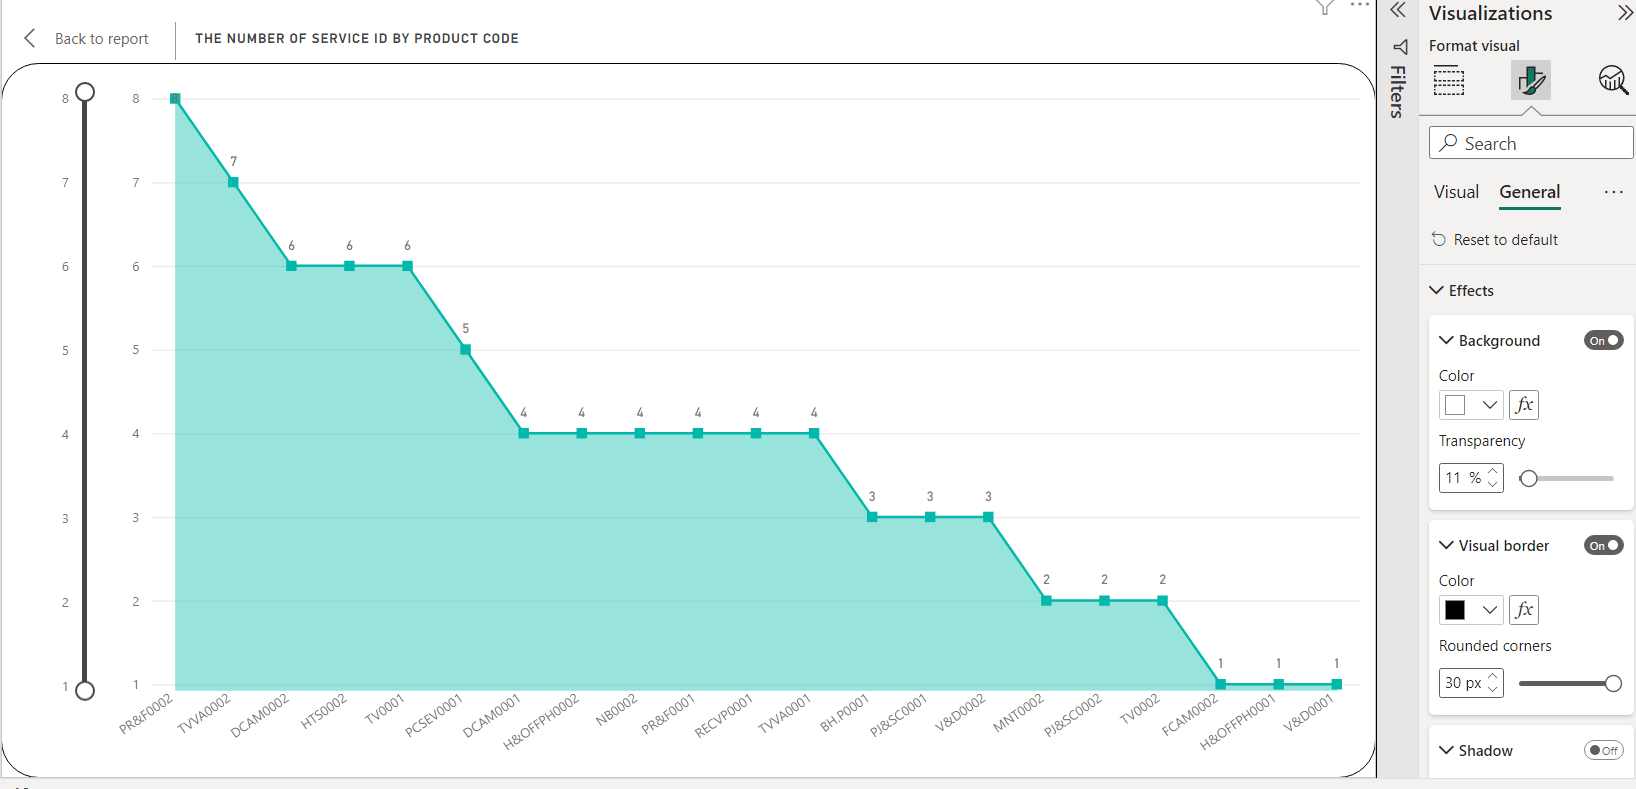 Back to report
THE NUMBER OF SERVICE ID BY PRODUCT CODE
8
7
6
5
4
3
2
1
8
7
6
5
4
3
2
1
7
6
6
6
5
4
4
4
4
4
4
3
3
3
2
2
2
1
1
1
PR&F0002
TVVA0002
DCAM0002
HTS0002
TV0001
PCSEV0001
DCAM0001
H&OFFPH0002
NB0002
PR&F0001
RECVP0001
TVVA0001
BH.P0001
PJ&SC0001
V&D0002
MNT0002
PJ&SC0002
TV0002
FCAM0002
H&OFFPH0001
V&D0001
Filters
Visualizations
Format visual
Search
Visual General
Reset to default
Effects
Background On
Color
fx
Transparency
11 %
Visual border On
Color
fx
Rounded corners
30 px
Shadow Off